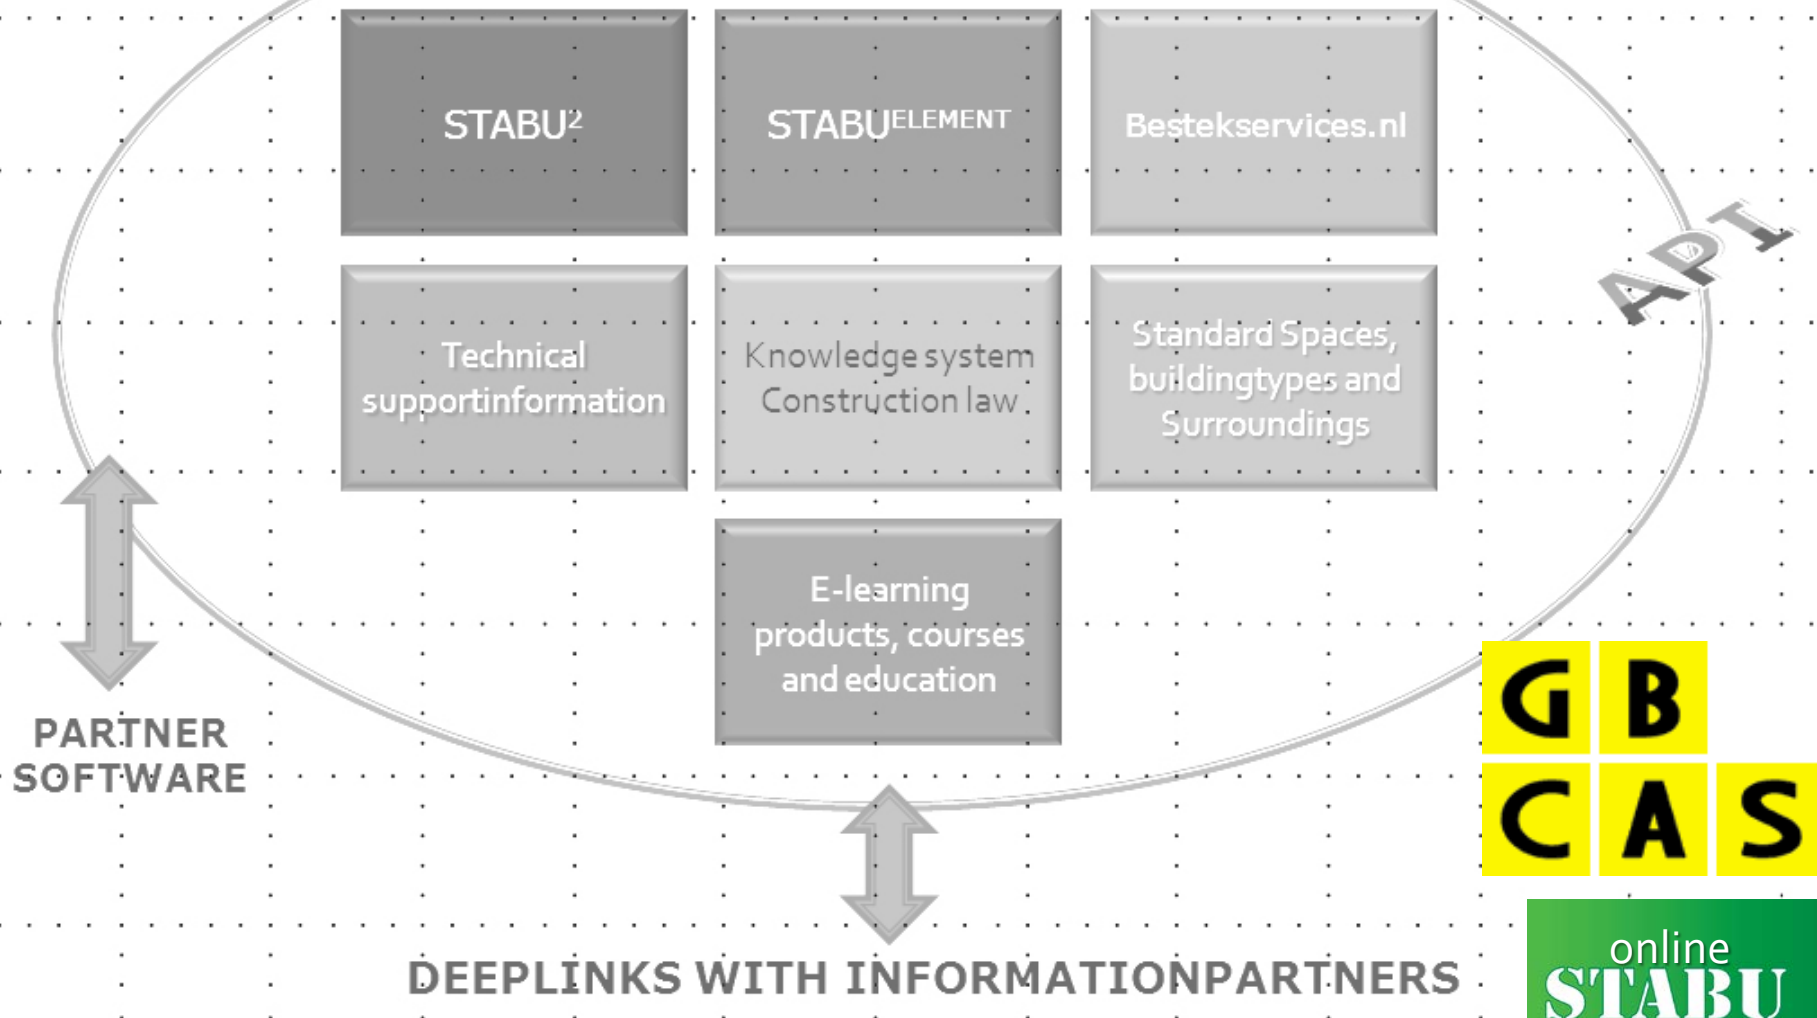 STABU²
STABUELEMENT
Bestekservices.nl
API
Technical
supportinformation
Knowledge system
Construction law
Standard Spaces,
buildingtypes and
Surroundings
E-learning
products, courses
and education
PARTNER
SOFTWARE
G B
C A S
DEEPLINKS WITH INFORMATIONPARTNERS
online
STABU